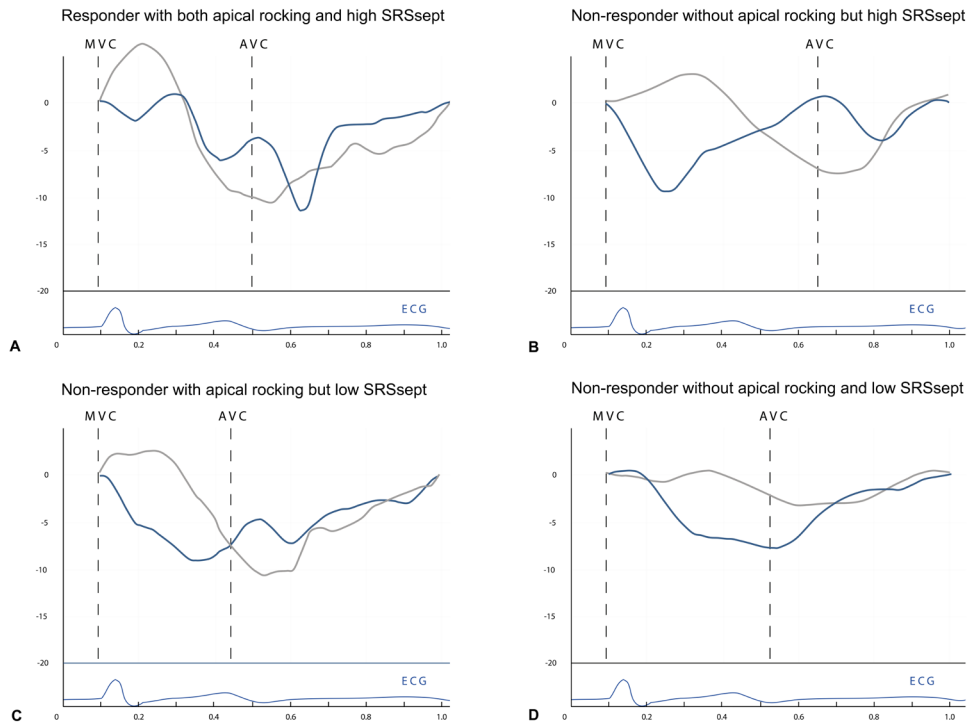 Responder with both apical rocking and high SRSsept
MVC AVC
0
-5
-10
-15
-20
ECG
A
0 0.2 0.4 0.6 0.8 1.0
Non-responder without apical rocking but high SRSsept
MVC AVC
0
-5
-10
-15
-20
ECG
B
0 0.2 0.4 0.6 0.8 1.0
Non-responder with apical rocking but low SRSsept
MVC AVC
0
-5
-10
-15
-20
ECG
C
0 0.2 0.4 0.6 0.8 1.0
Non-responder without apical rocking and low SRSsept
MVC AVC
0
-5
-10
-15
-20
ECG
D
0 0.2 0.4 0.6 0.8 1.0